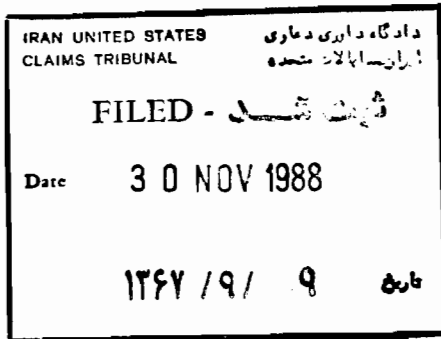 IRAN UNITED STATES
CLAIMS TRIBUNAL
دادگاه داوری دعاوی
ایران - ایالات متحده
FILED - ثبت شد
Date 30 NOV 1988
تاریخ ۱۳۶۷/۹/ ۹